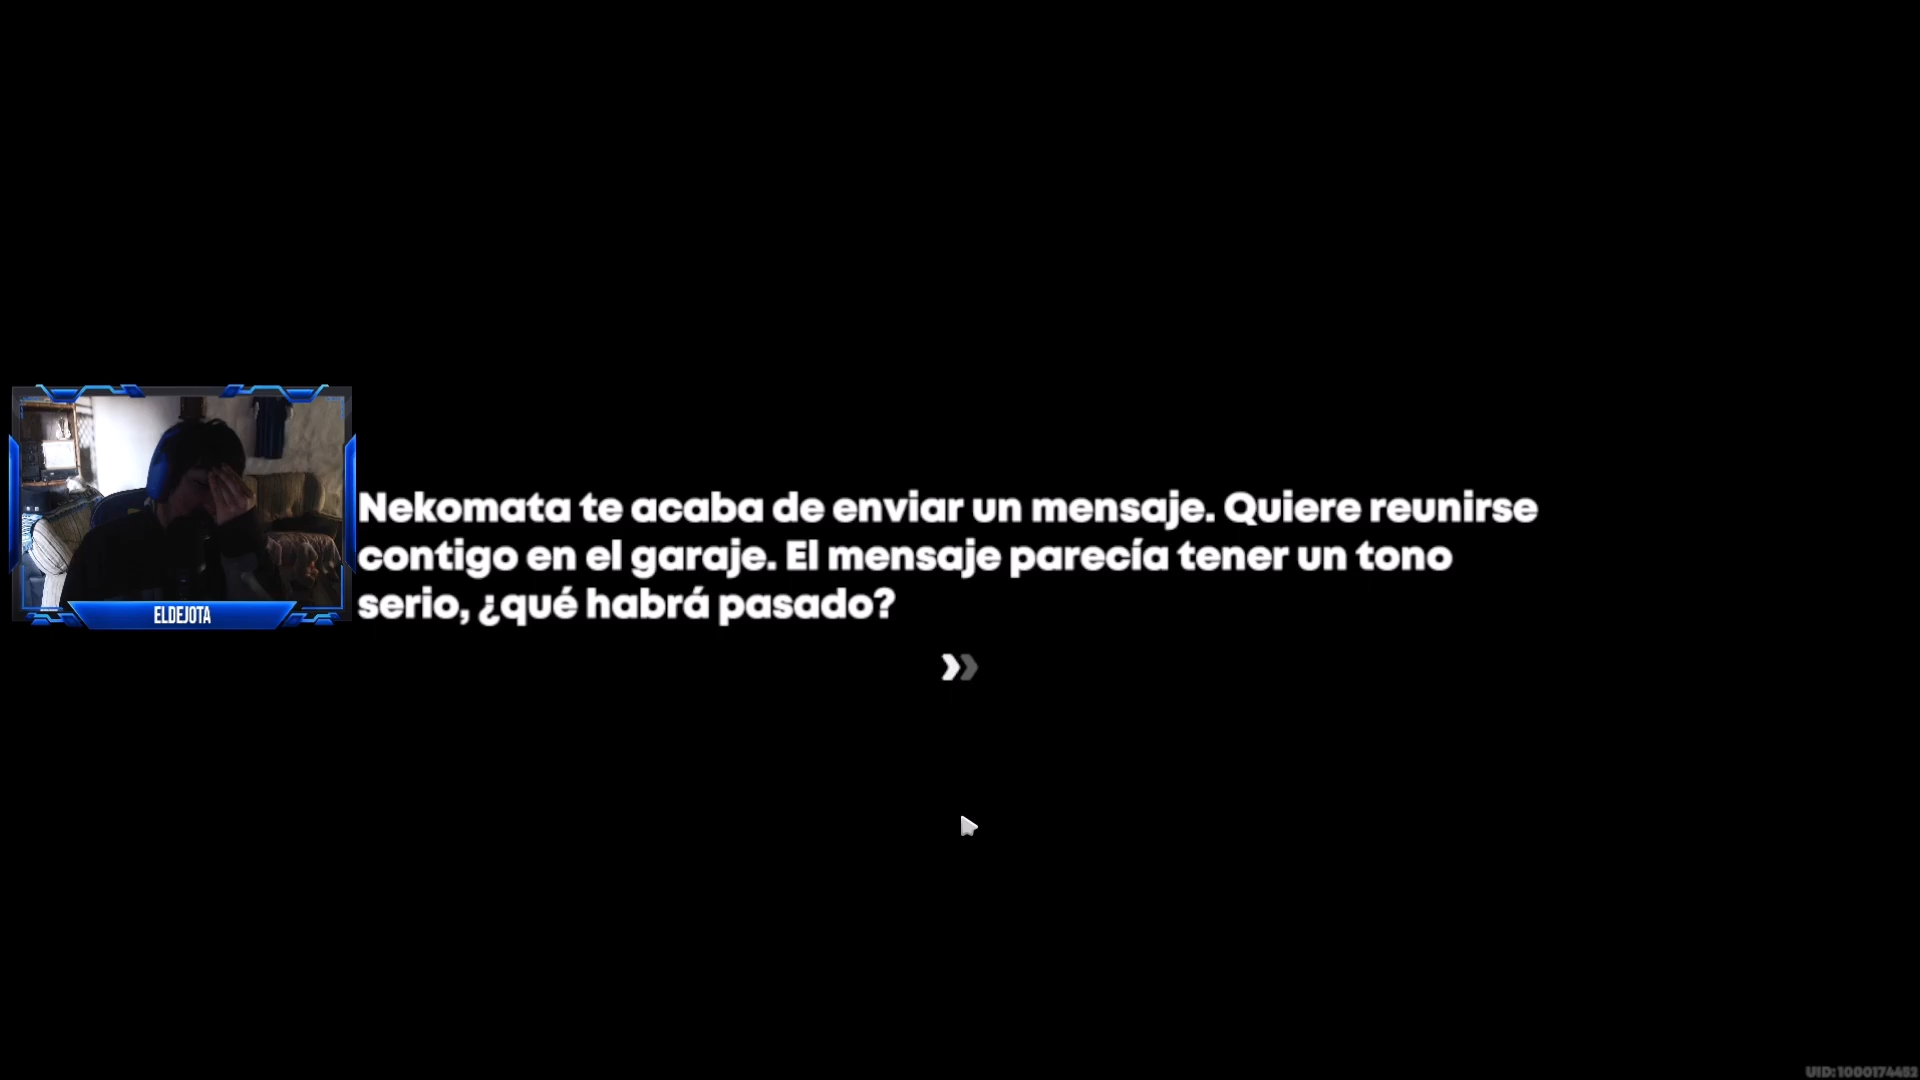 Nekomata te acaba de enviar un mensaje. Quiere reunirse
contigo en el garaje. El mensaje parecía tener un tono
serio, ¿qué habrá pasado?
ELDEJOTA
UID: 1000174452